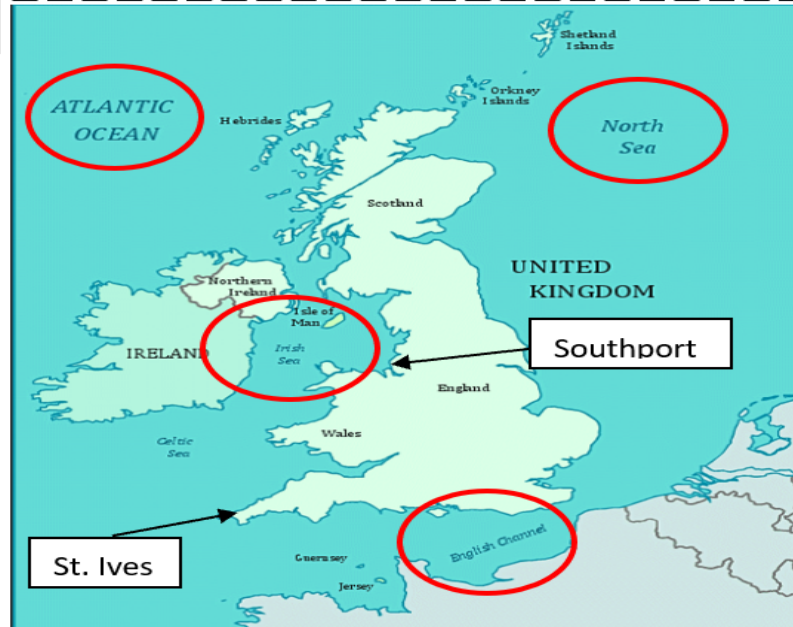 Shetland
Islands
Orkney
Islands
ATLANTIC
OCEAN
Hebrides
North
Sea
Scotland
UNITED
KINGDOM
Northern
Ireland
Isle of
Man
IRELAND
Irish
Sea
Southport
England
Wales
Celtic
Sea
St. Ives
English Channel
Guernsey
Jersey